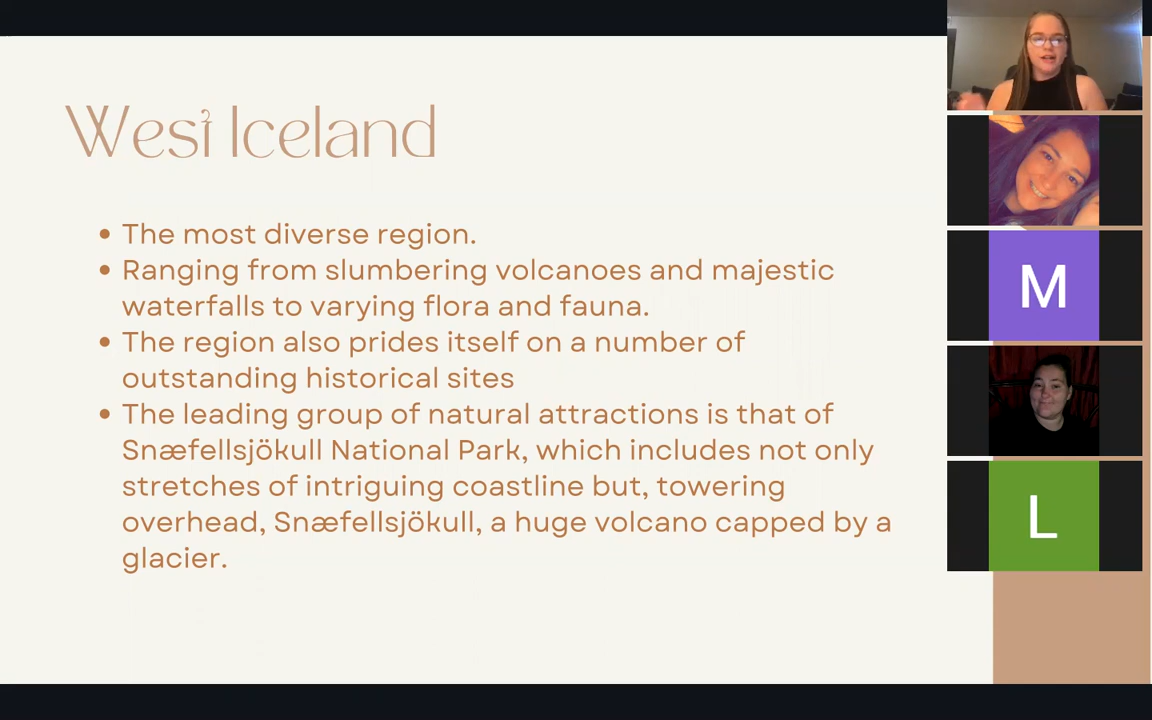 West Iceland
The most diverse region.
Ranging from slumbering volcanoes and majestic
waterfalls to varying flora and fauna.
The region also prides itself on a number of
outstanding historical sites
The leading group of natural attractions is that of
Snæfellsjökull National Park, which includes not only
stretches of intriguing coastline but, towering
overhead, Snæfellsjökull, a huge volcano capped by a
glacier.
M
L